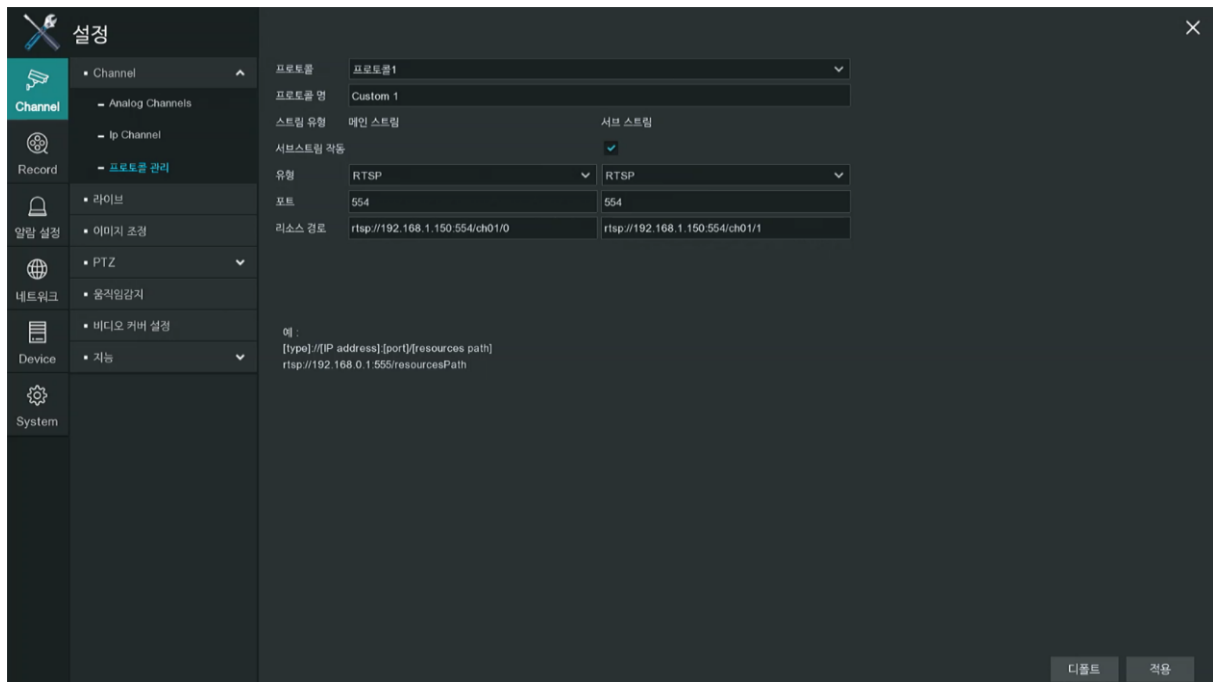 설정
Channel
Record
알람 설정
네트워크
Device
System
Channel
Analog Channels
Ip Channel
프로토콜 관리
라이브
이미지 조정
PTZ
움직임감지
비디오 커버 설정
지능
프로토콜 프로토콜1
프로토콜 명 Custom 1
스트림 유형 메인 스트림 서브 스트림
서브스트림 작동
유형 RTSP RTSP
포트 554 554
리소스 경로 rtsp://192.168.1.150:554/ch01/0 rtsp://192.168.1.150:554/ch01/1
예 :
[type]://[IP address]:[port]/[resources path]
rtsp://192.168.0.1:555/resourcesPath
디폴트 적용